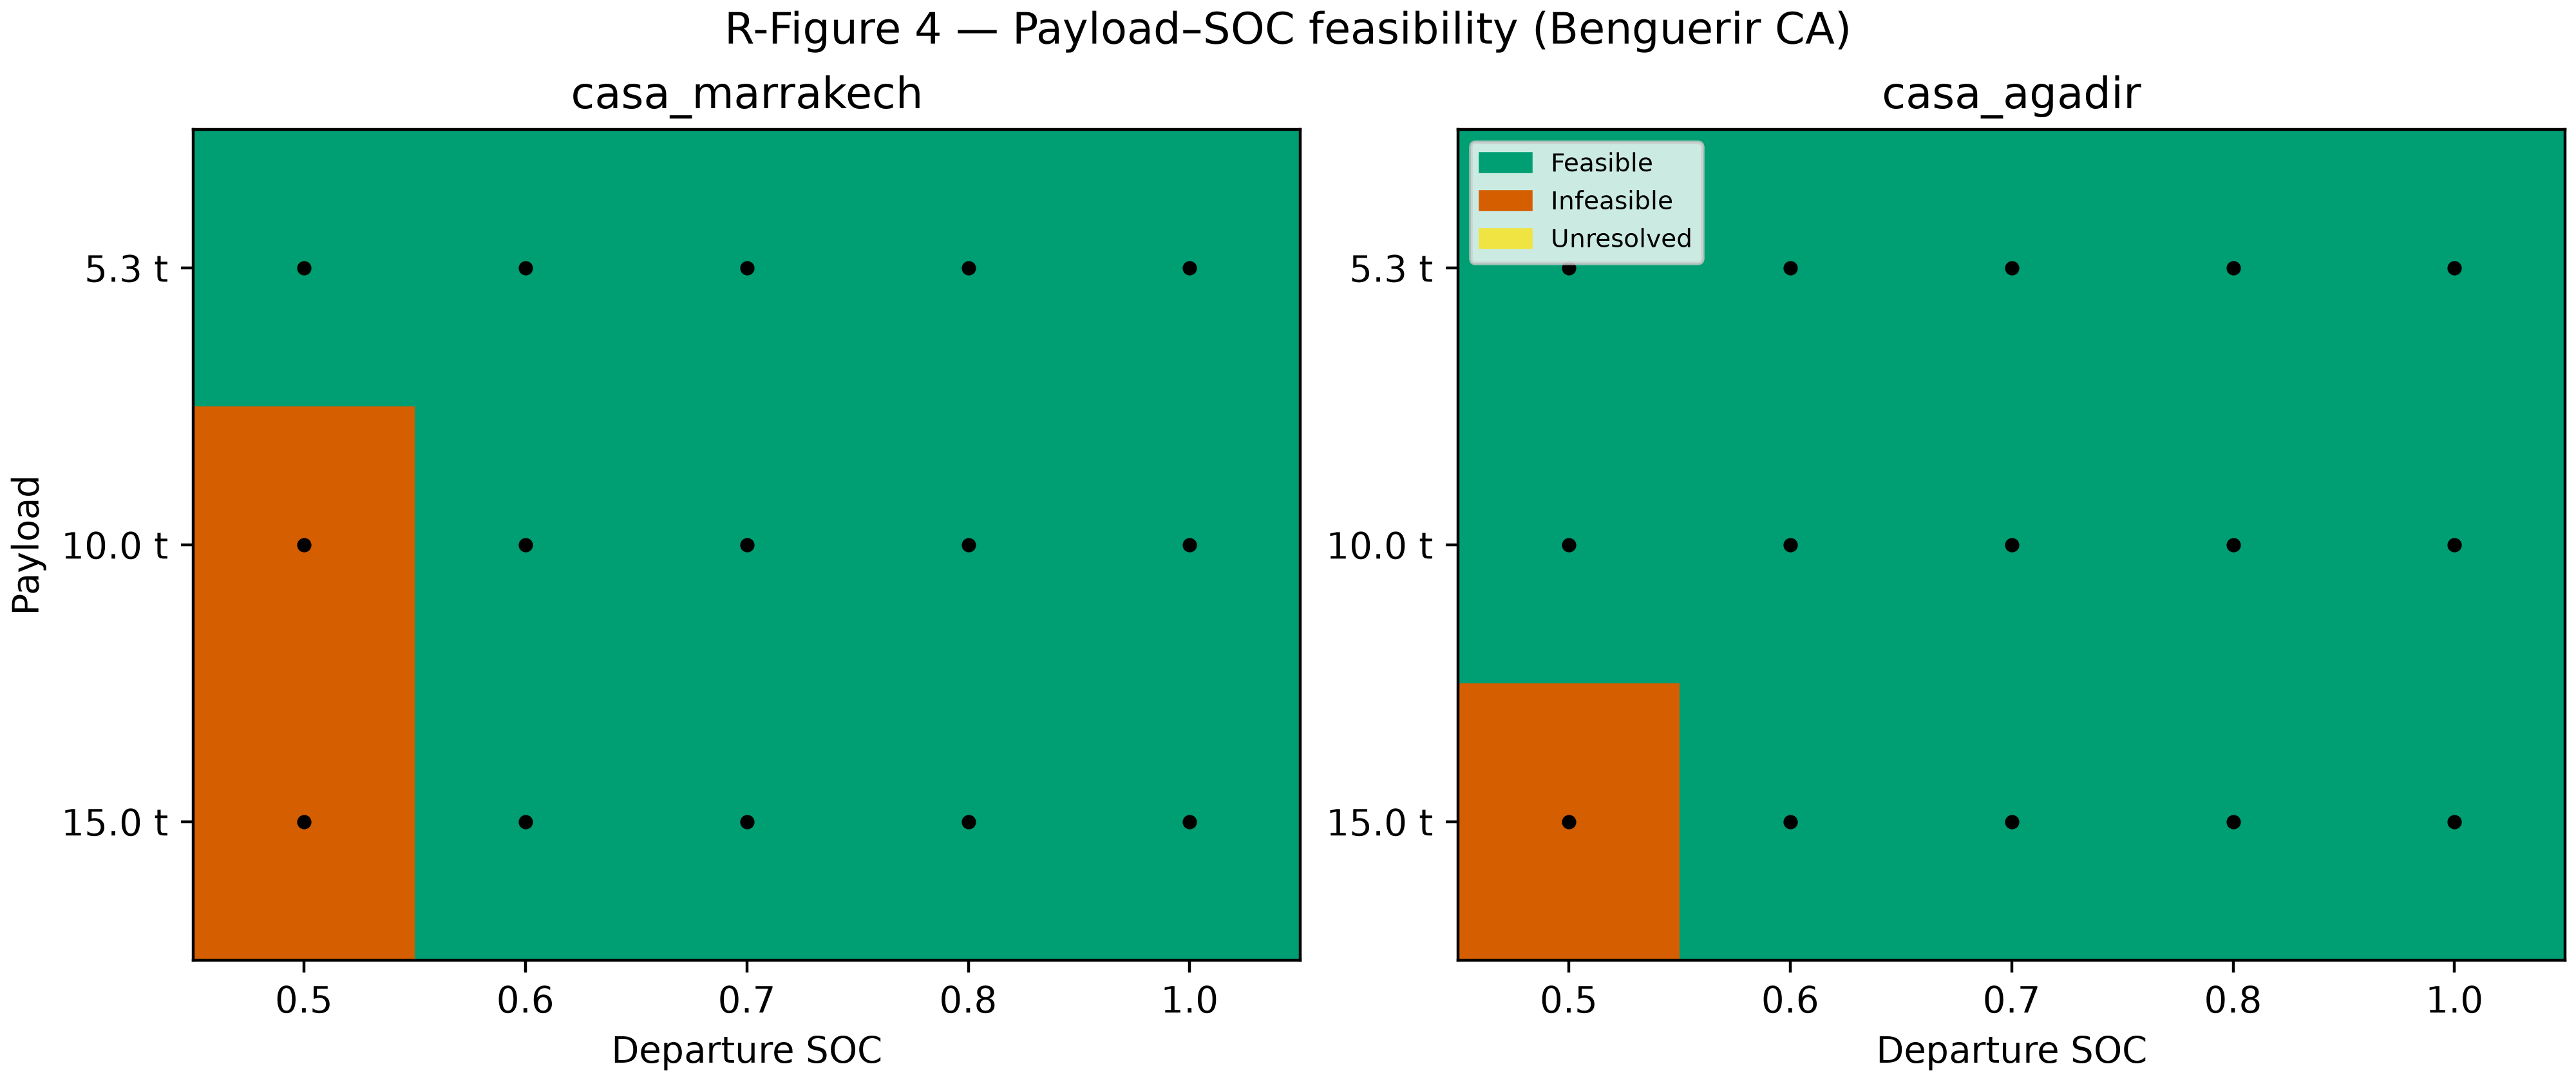 R-Figure 4 — Payload–SOC feasibility (Benguerir CA)
casa_marrakech
Payload
5.3 t
10.0 t
15.0 t
0.5 0.6 0.7 0.8 1.0
Departure SOC
casa_agadir
Feasible
Infeasible
Unresolved
5.3 t
10.0 t
15.0 t
0.5 0.6 0.7 0.8 1.0
Departure SOC